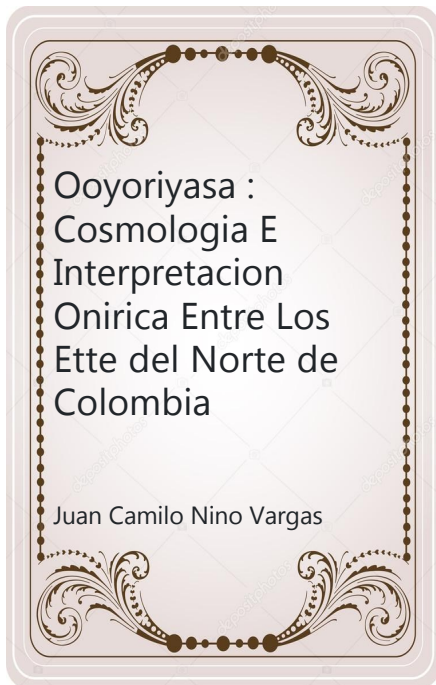 Ooyoriyasa :
Cosmologia E
Interpretacion
Onirica Entre Los
Ette del Norte de
Colombia
Juan Camilo Nino Vargas